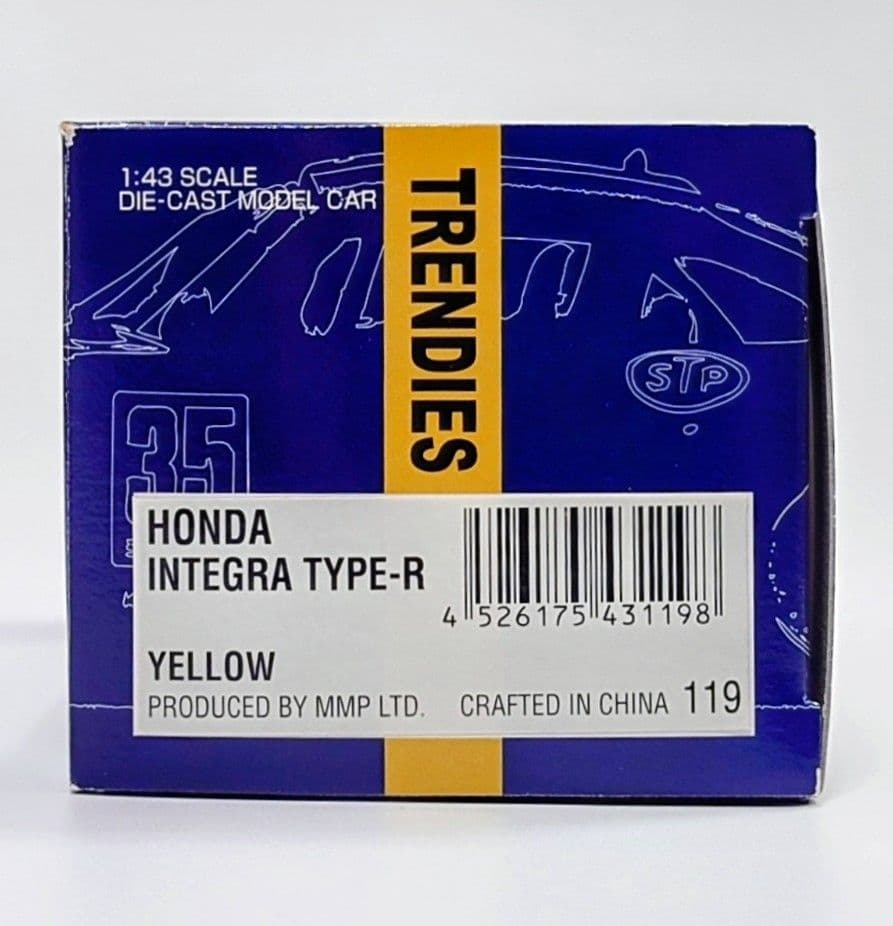 1:43 SCALE
DIE-CAST MODEL CAR
TRENDIES
STP
35
HONDA
INTEGRA TYPE-R
4 526175 431198
YELLOW
PRODUCED BY MMP LTD. CRAFTED IN CHINA 119